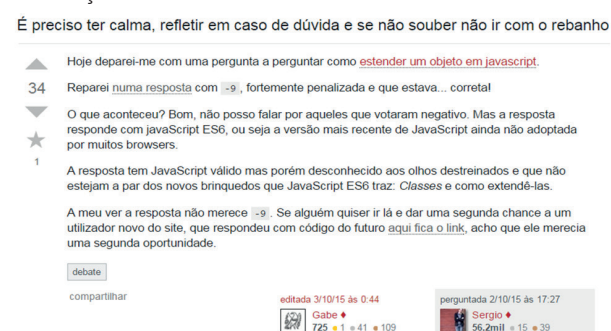 É preciso ter calma, refletir em caso de dúvida e se não souber não ir com o rebanho
Hoje deparei-me com uma pergunta a perguntar como estender um objeto em javascript.
34
Reparei numa resposta com -9, fortemente penalizada e que estava... correta!
O que aconteceu? Bom, não posso falar por aqueles que votaram negativo. Mas a resposta
responde com javaScript ES6, ou seja a versão mais recente de JavaScript ainda não adoptada
por muitos browsers.
1
A resposta tem JavaScript válido mas porém desconhecido aos olhos destreinados e que não
estejam a par dos novos brinquedos que JavaScript ES6 traz: Classes e como extendê-las.
A meu ver a resposta não merece -9. Se alguém quiser ir lá e dar uma segunda chance a um
utilizador novo do site, que respondeu com código do futuro aqui fica o link, acho que ele merecia
uma segunda oportunidade.
debate
compartilhar
editada 3/10/15 às 0:44
Gabe ♦
725 ● 1 ● 41 ● 109
perguntada 2/10/15 às 17:27
Sergio ♦
56,2mil ● 15 ● 39